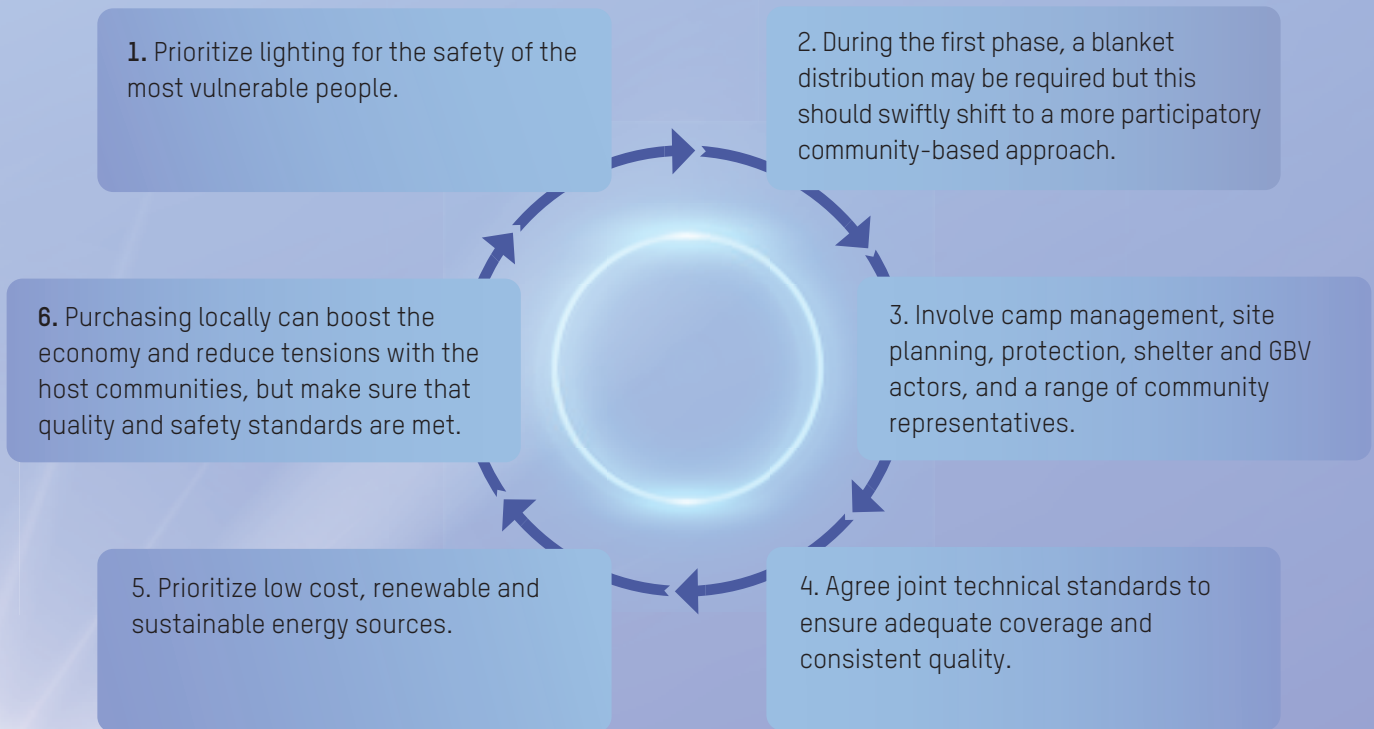 1. Prioritize lighting for the safety of the
most vulnerable people.
2. During the first phase, a blanket
distribution may be required but this
should swiftly shift to a more participatory
community-based approach.
3. Involve camp management, site
planning, protection, shelter and GBV
actors, and a range of community
representatives.
4. Agree joint technical standards to
ensure adequate coverage and
consistent quality.
5. Prioritize low cost, renewable and
sustainable energy sources.
6. Purchasing locally can boost the
economy and reduce tensions with the
host communities, but make sure that
quality and safety standards are met.